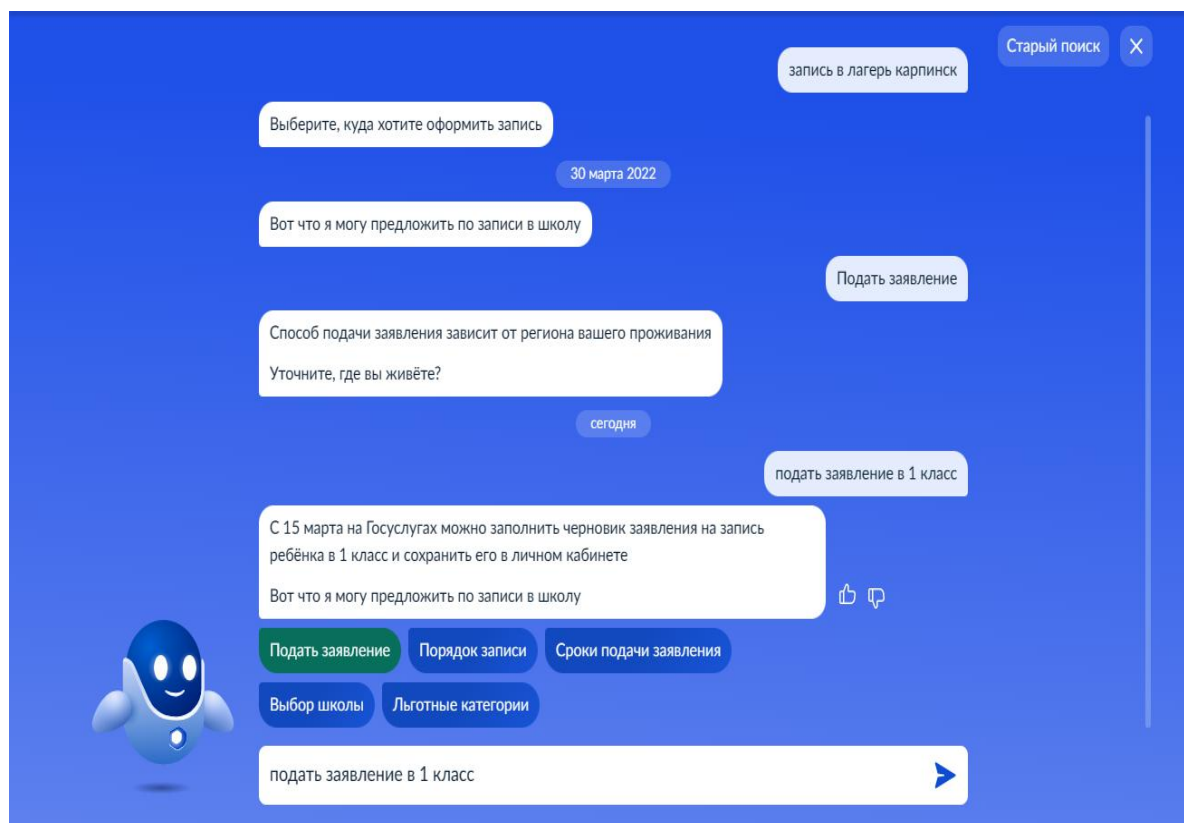 Старый поиск
запись в лагерь карпинск
Выберите, куда хотите оформить запись
30 марта 2022
Вот что я могу предложить по записи в школу
Подать заявление
Способ подачи заявления зависит от региона вашего проживания
Уточните, где вы живёте?
сегодня
подать заявление в 1 класс
С 15 марта на Госуслугах можно заполнить черновик заявления на запись
ребёнка в 1 класс и сохранить его в личном кабинете
Вот что я могу предложить по записи в школу
Подать заявление
Порядок записи
Сроки подачи заявления
Выбор школы
Льготные категории
подать заявление в 1 класс